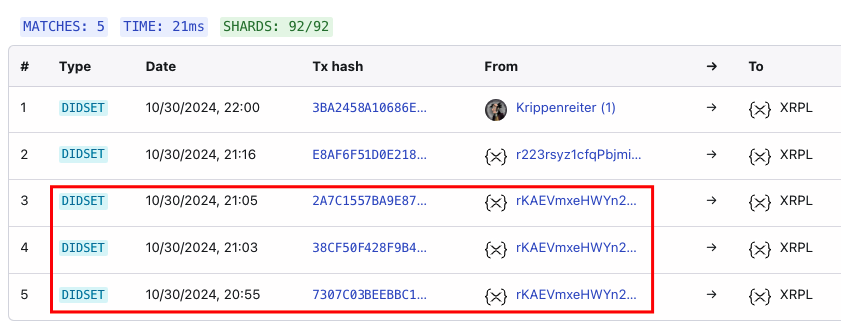 MATCHES: 5 TIME: 21ms SHARDS: 92/92
# Type Date Tx hash From → To
1 DIDSET 10/30/2024, 22:00 3BA2458A10686E… Krippenreiter (1) → {x} XRPL
2 DIDSET 10/30/2024, 21:16 E8AF6F51D0E218… {x} r223rsyz1cfqPbjmi… → {x} XRPL
3 DIDSET 10/30/2024, 21:05 2A7C1557BA9E87… {x} rKAEVmxeHWYn2… → {x} XRPL
4 DIDSET 10/30/2024, 21:03 38CF50F428F9B4… {x} rKAEVmxeHWYn2… → {x} XRPL
5 DIDSET 10/30/2024, 20:55 7307C03BEEBBC1… {x} rKAEVmxeHWYn2… → {x} XRPL